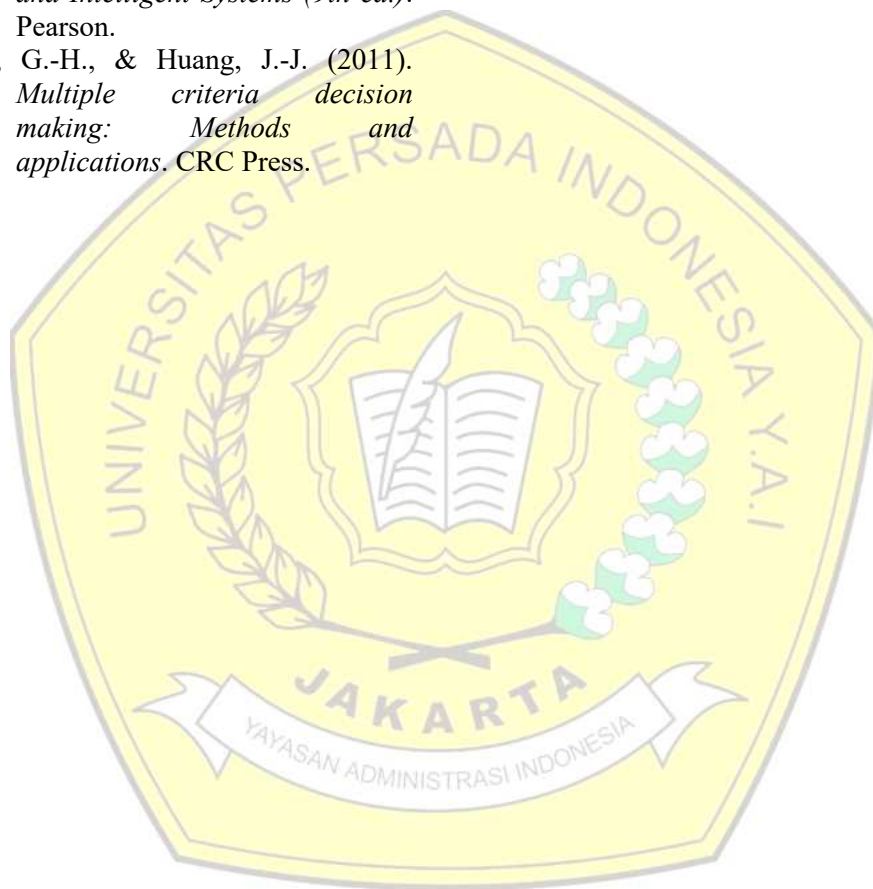 and Intelligent Systems (9th ed.).
Pearson.
G.-H., & Huang, J.-J. (2011).
Multiple criteria decision
making: Methods and
applications. CRC Press.
UNIVERSITAS PERSADA INDONESIA Y.A.I
JAKARTA
YAYASAN ADMINISTRASI INDONESIA